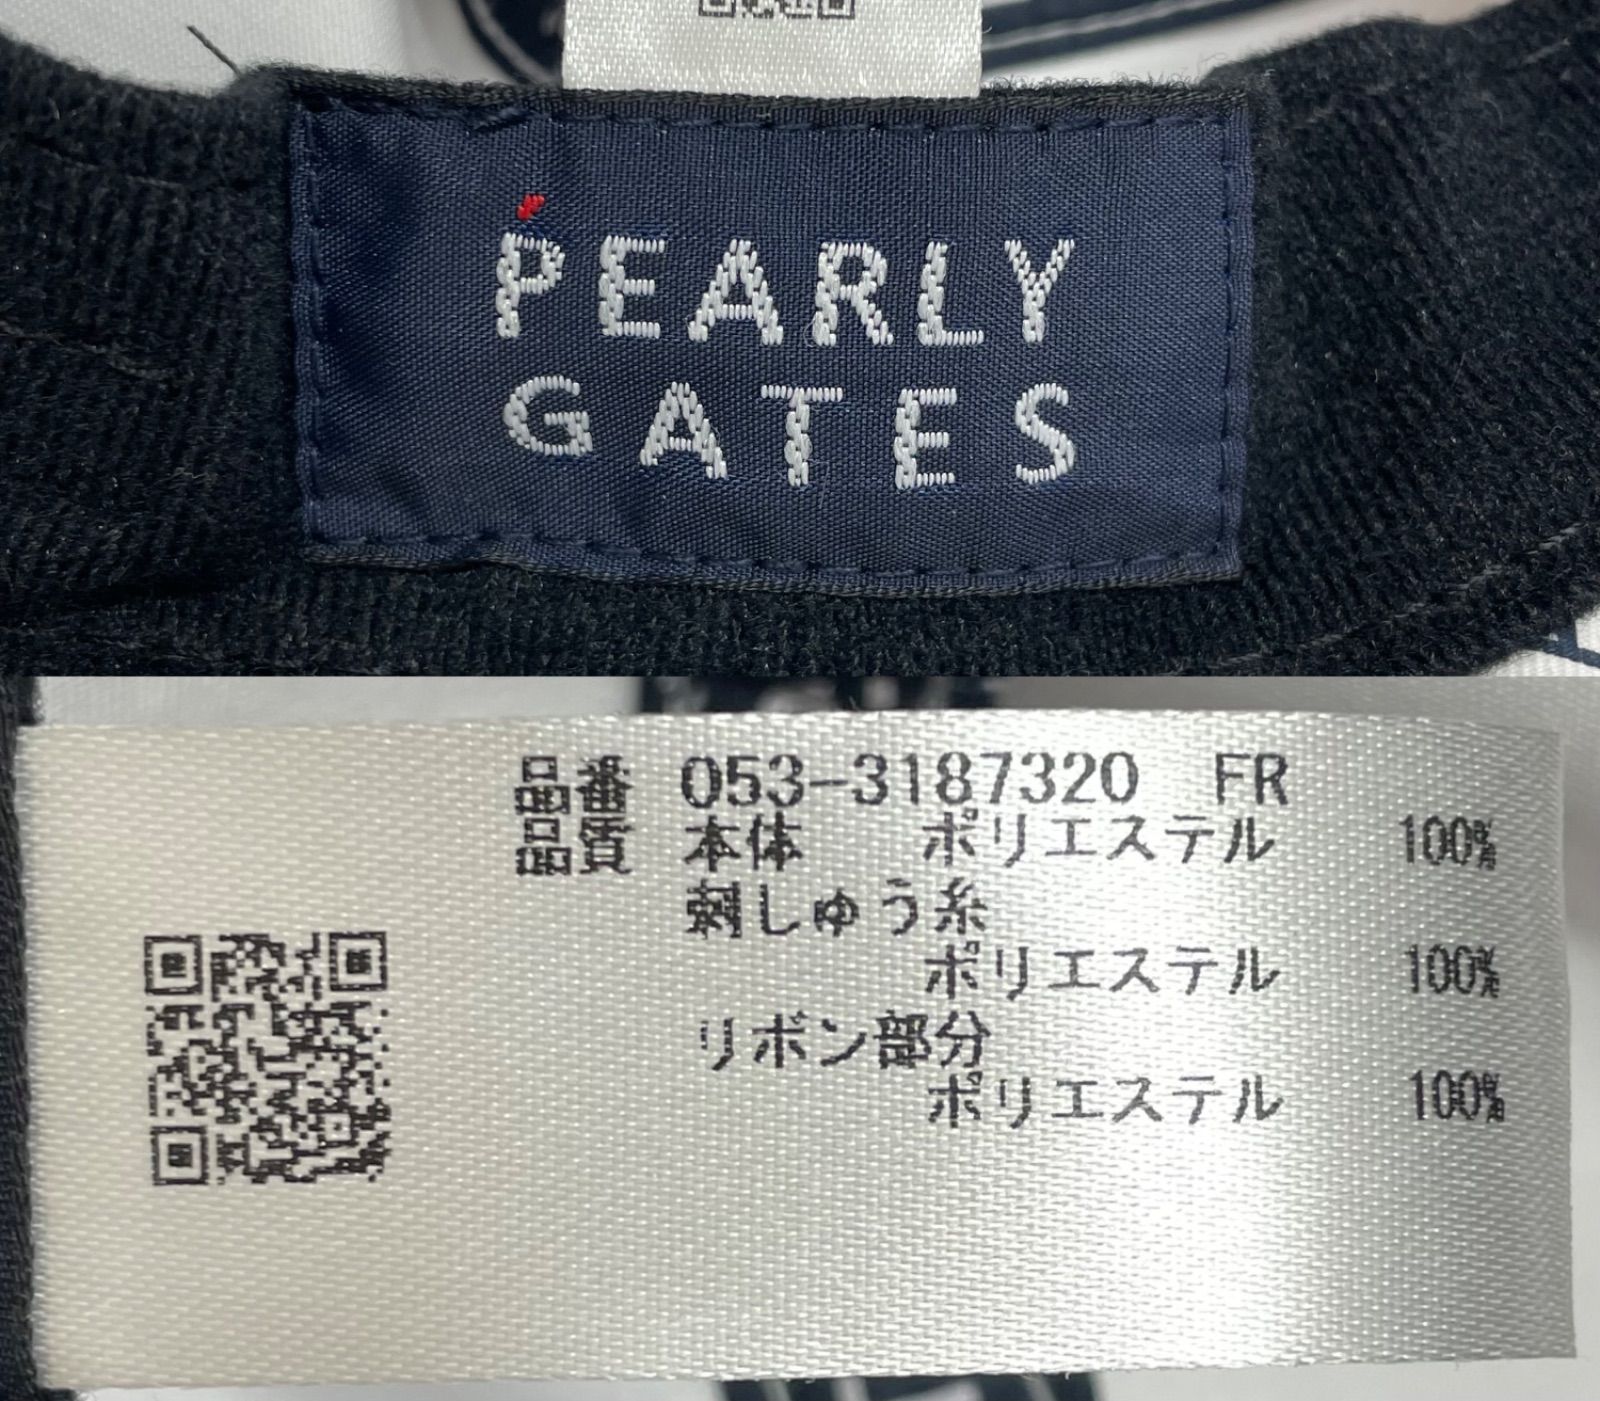 PEARLY
GATES
品番 053-3187320 FR
品質 本体 ポリエステル 100%
刺しゅう糸
ポリエステル 100%
リボン部分
ポリエステル 100%